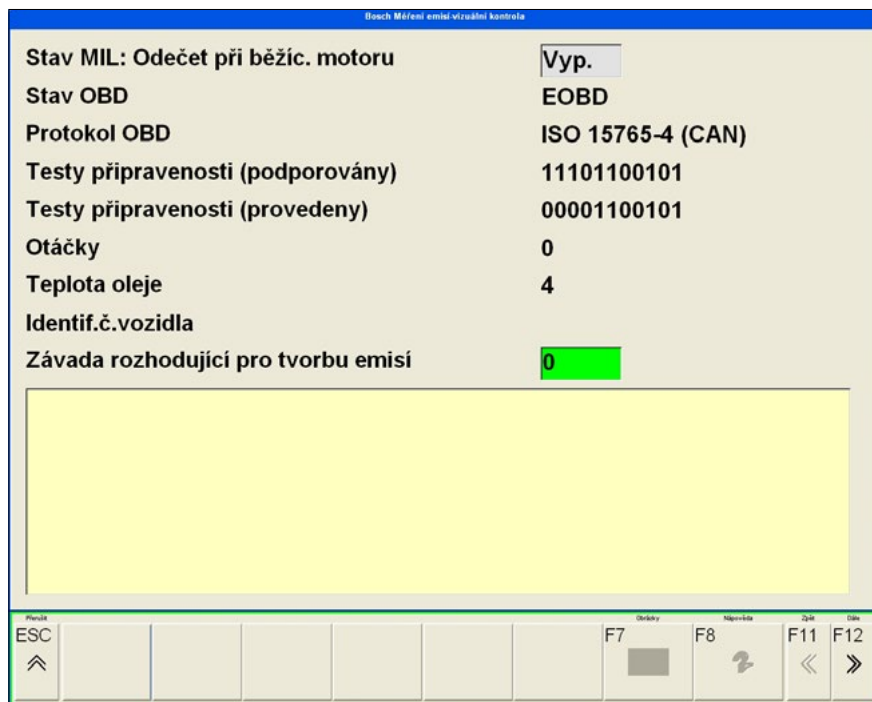 Bosch Měření emisí-vizuální kontrola
Stav MIL: Odečet při běžíc. motoru Vyp.
Stav OBD EOBD
Protokol OBD ISO 15765-4 (CAN)
Testy připravenosti (podporovány) 11101100101
Testy připravenosti (provedeny) 00001100101
Otáčky 0
Teplota oleje 4
Identif.č.vozidla
Závada rozhodující pro tvorbu emisí 0
Přerušit Obrázky Nápověda Zpět Dále
ESC F7 F8 F11 F12